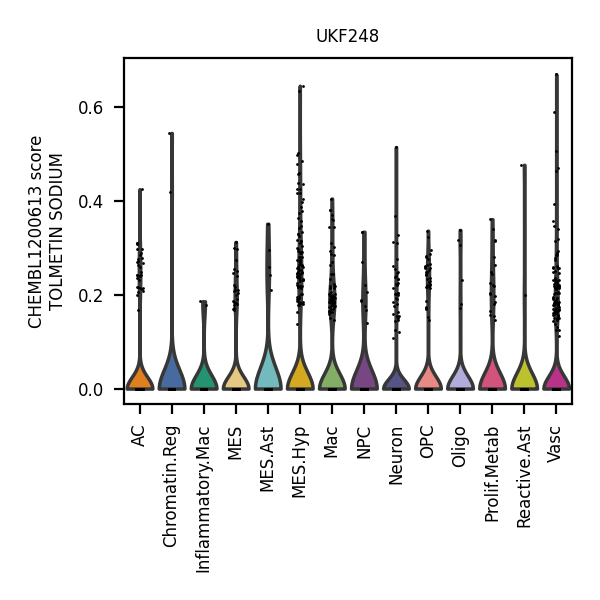 UKF248
CHEMBL1200613 score
TOLMETIN SODIUM
0.6
0.4
0.2
0.0
AC
Chromatin.Reg
Inflammatory.Mac
MES
MES.Ast
MES.Hyp
Mac
NPC
Neuron
OPC
Oligo
Prolif.Metab
Reactive.Ast
Vasc